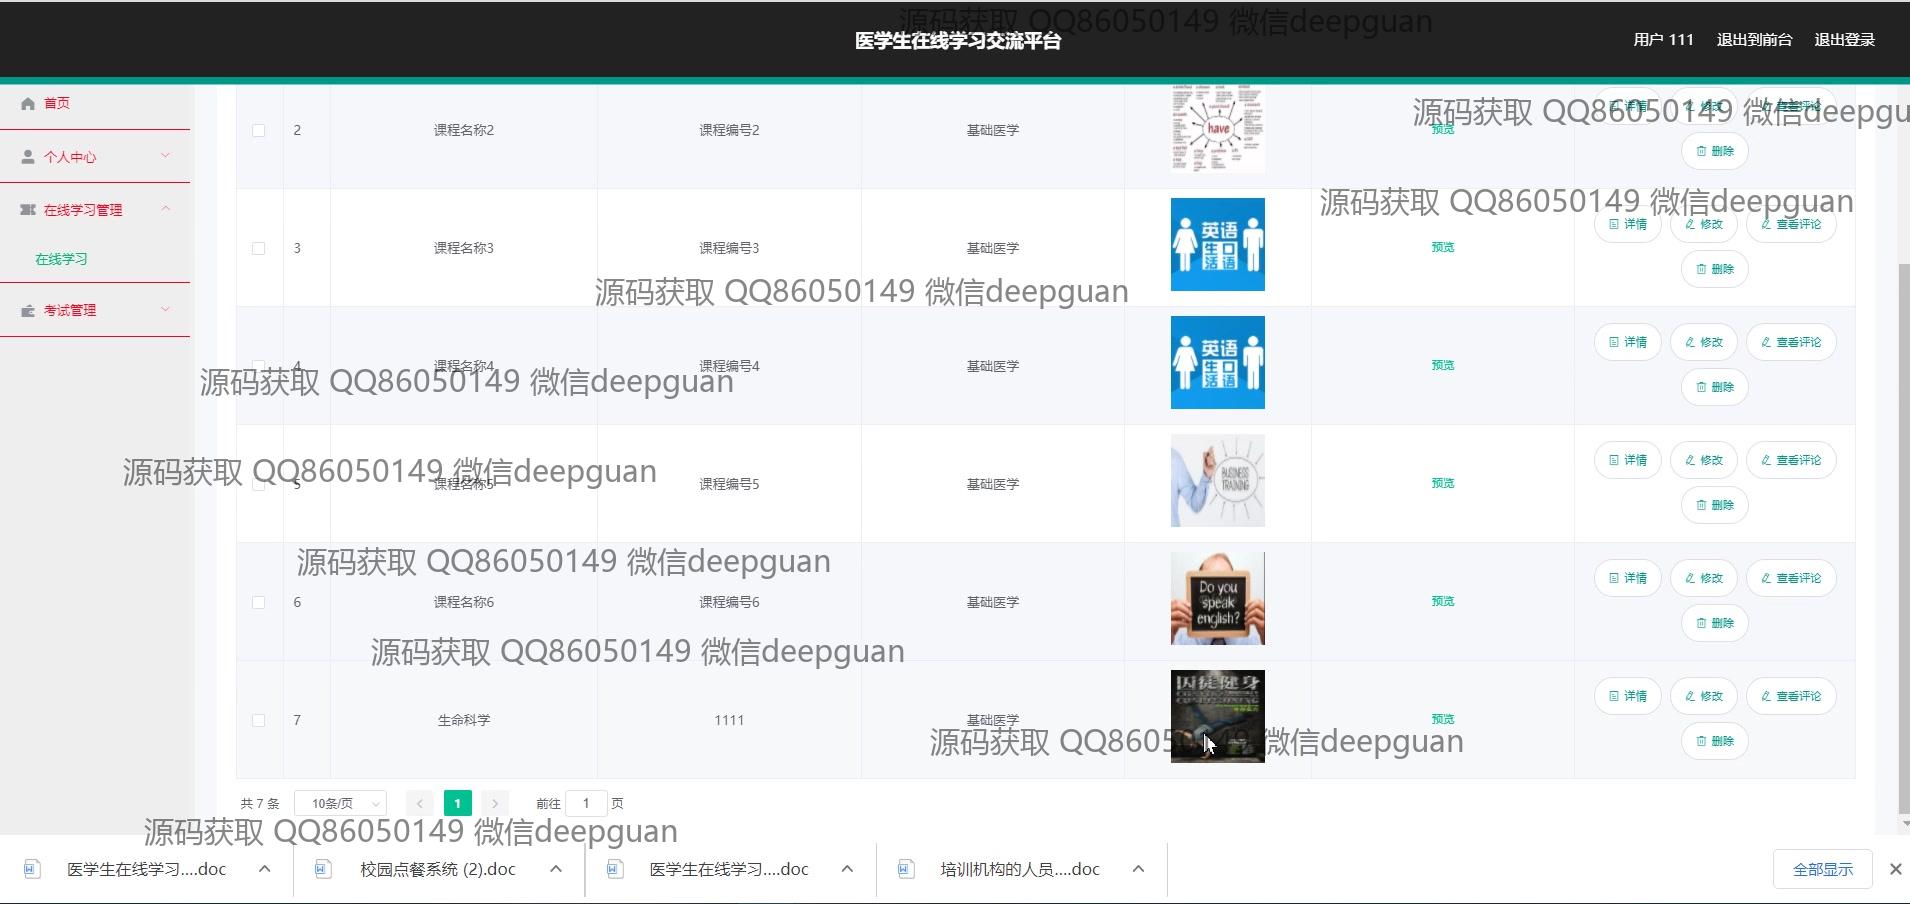 源码获取 QQ86050149 微信deepguan
医学生在线学习交流平台
用户 111 退出到前台 退出登录
首页
个人中心
在线学习管理
在线学习
考试管理
2 课程名称2 课程编号2 基础医学 have 预览 详情 修改 查看评论
删除
源码获取 QQ86050149 微信deepgu
3 课程名称3 课程编号3 基础医学 英语生活口语 预览 详情 修改 查看评论
删除
源码获取 QQ86050149 微信deepguan
源码获取 QQ86050149 微信deepguan
4 课程名称4 课程编号4 基础医学 英语生活口语 预览 详情 修改 查看评论
删除
源码获取 QQ86050149 微信deepguan
5 课程名称5 课程编号5 基础医学 BUSINESS TRAINING 预览 详情 修改 查看评论
删除
源码获取 QQ86050149 微信deepguan
源码获取 QQ86050149 微信deepguan
6 课程名称6 课程编号6 基础医学 Do you speak english? 预览 详情 修改 查看评论
删除
源码获取 QQ86050149 微信deepguan
7 生命科学 1111 基础医学 囚徒健身 预览 详情 修改 查看评论
删除
源码获取 QQ86050149 微信deepguan
共 7 条 10条/页 1 前往 1 页
源码获取 QQ86050149 微信deepguan
医学生在线学习....doc 校园点餐系统 (2).doc 医学生在线学习....doc 培训机构的人员....doc 全部显示